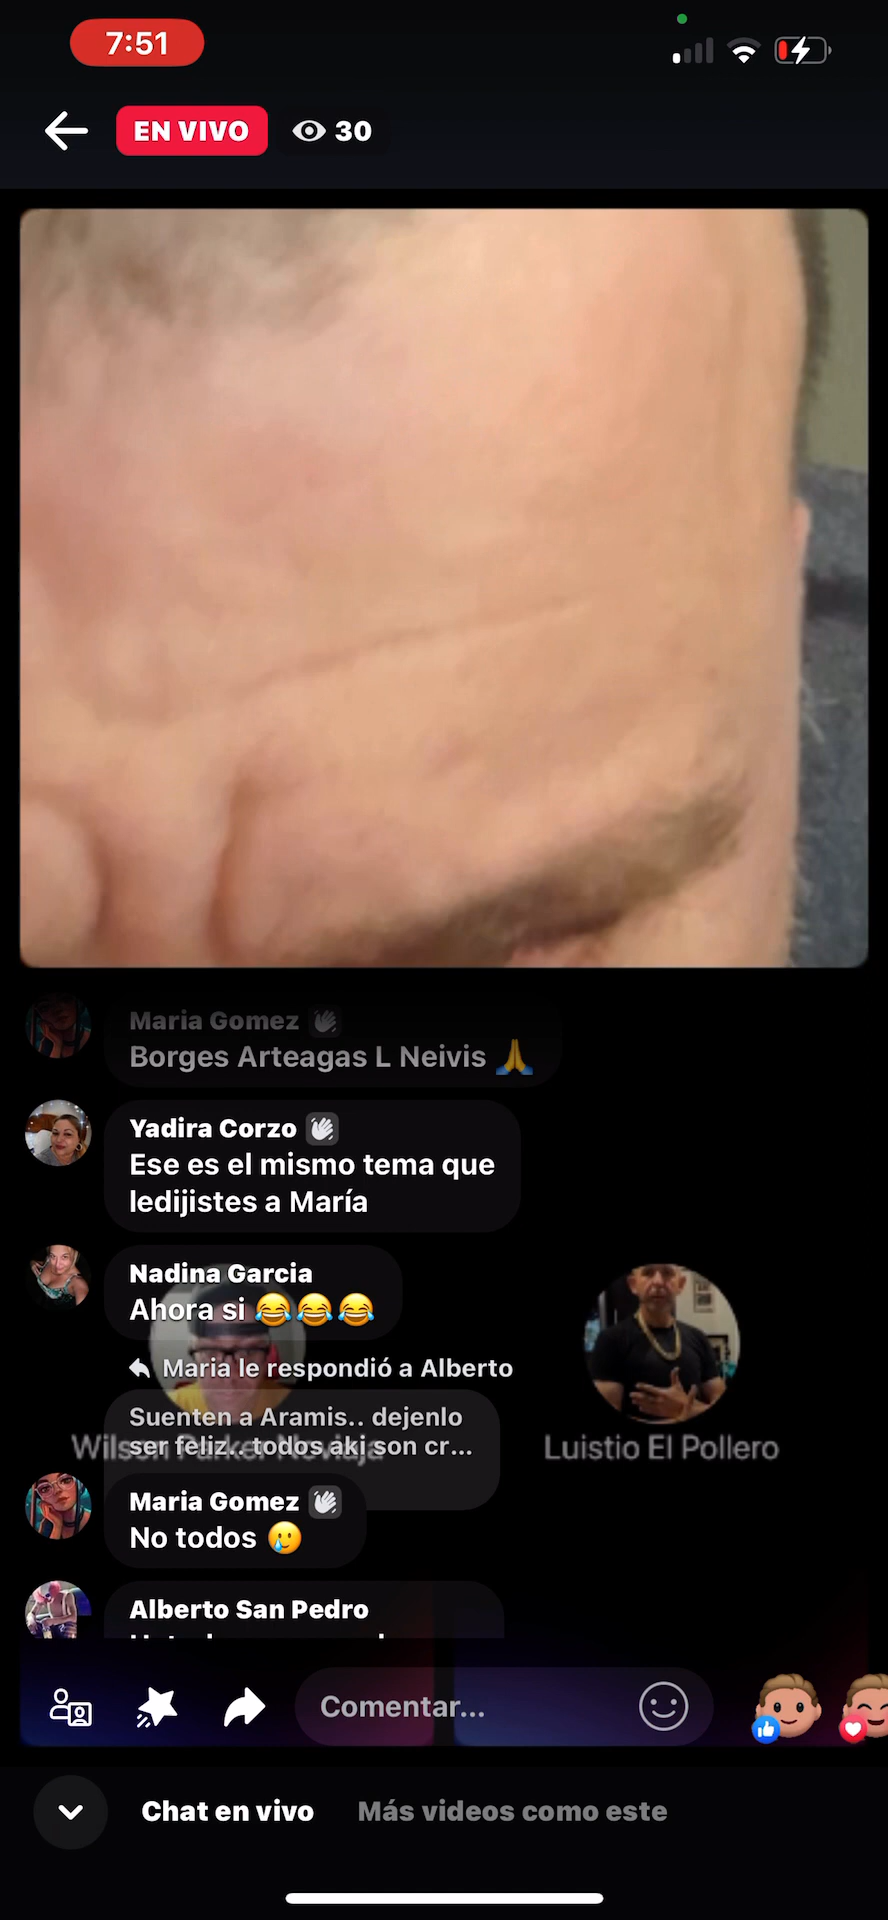 7:51
EN VIVO
30
Maria Gomez
Borges Arteagas L Neivis 🙏
Yadira Corzo
Ese es el mismo tema que
ledijistes a María
Nadina Garcia
Ahora si 😂😂😂
Maria le respondió a Alberto
Suenten a Aramis.. dejenlo
ser feliz.. todos aki son cr...
Wilson Parker
Luistio El Pollero
Maria Gomez
No todos 🥲
Alberto San Pedro
Comentar...
Chat en vivo
Más videos como este